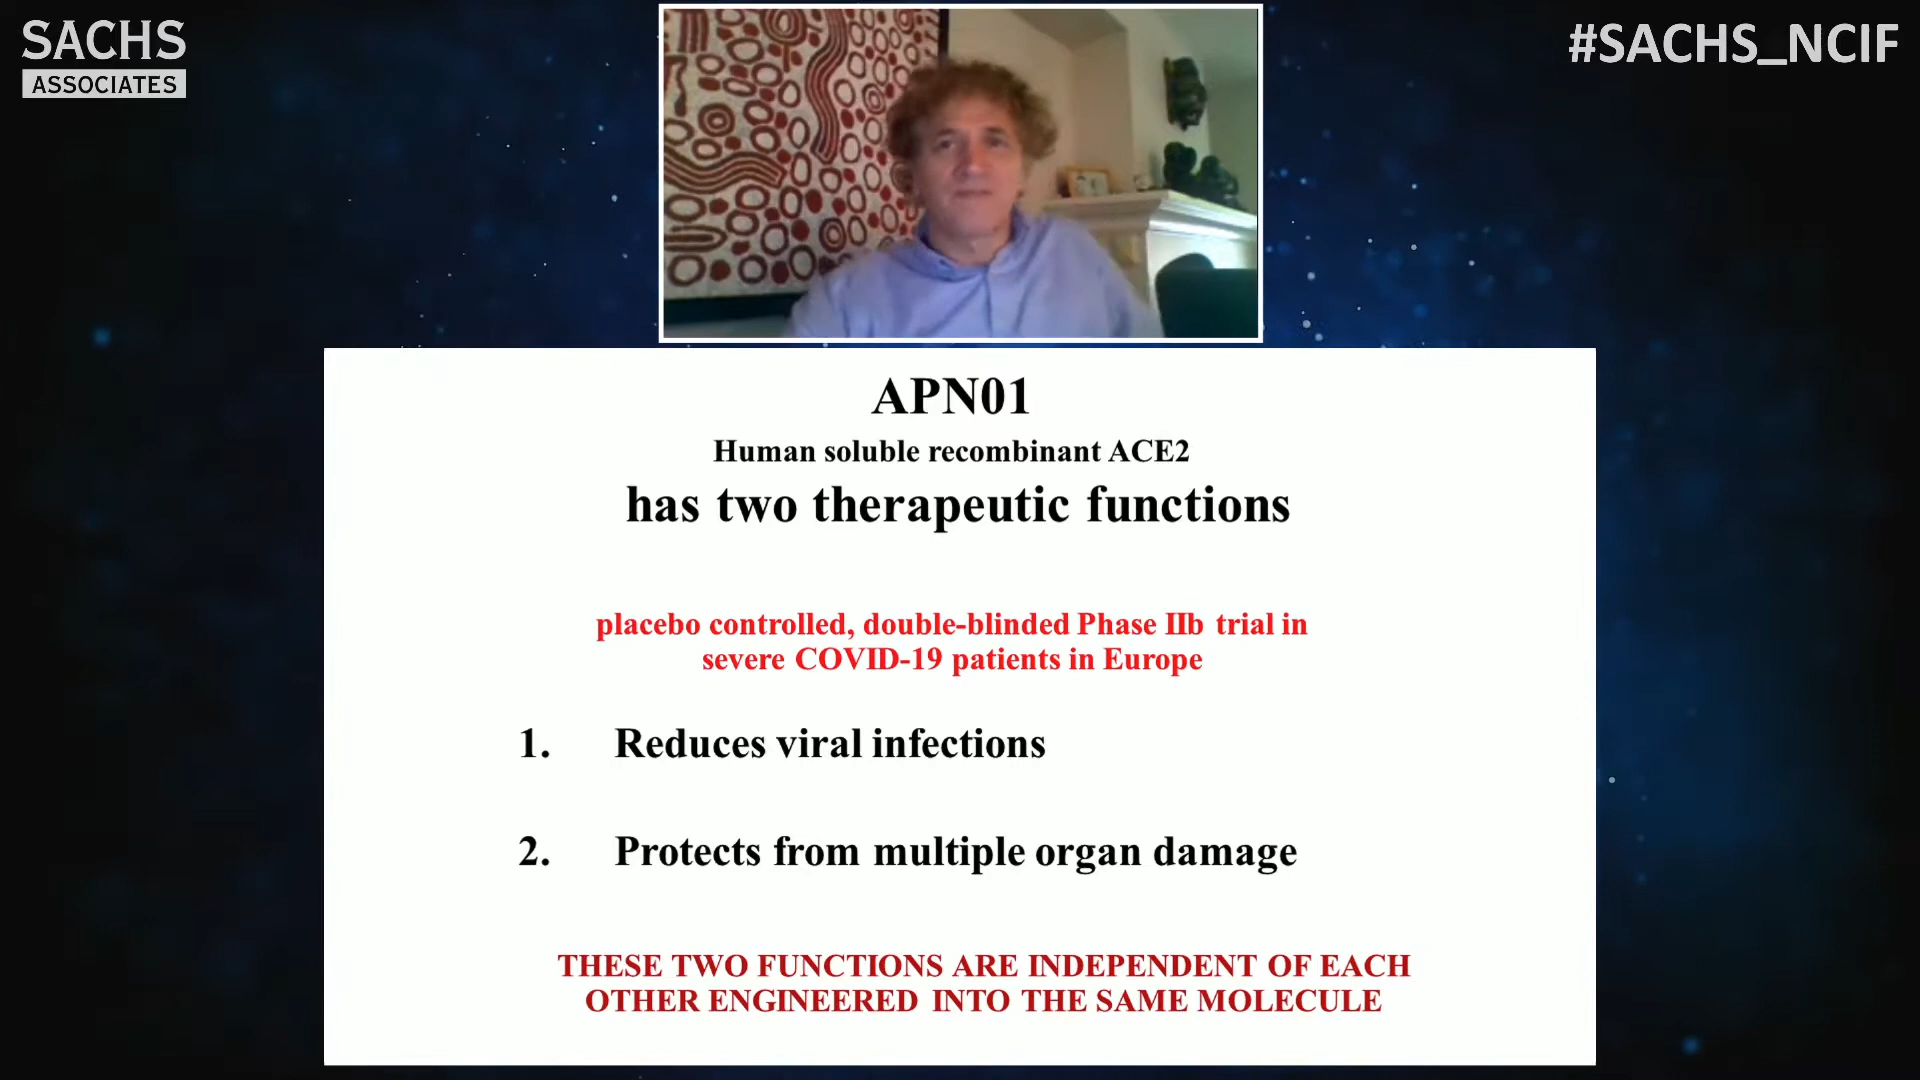 SACHS
ASSOCIATES
#SACHS_NCIF
APN01
Human soluble recombinant ACE2
has two therapeutic functions
placebo controlled, double-blinded Phase IIb trial in
severe COVID-19 patients in Europe
1. Reduces viral infections
2. Protects from multiple organ damage
THESE TWO FUNCTIONS ARE INDEPENDENT OF EACH
OTHER ENGINEERED INTO THE SAME MOLECULE